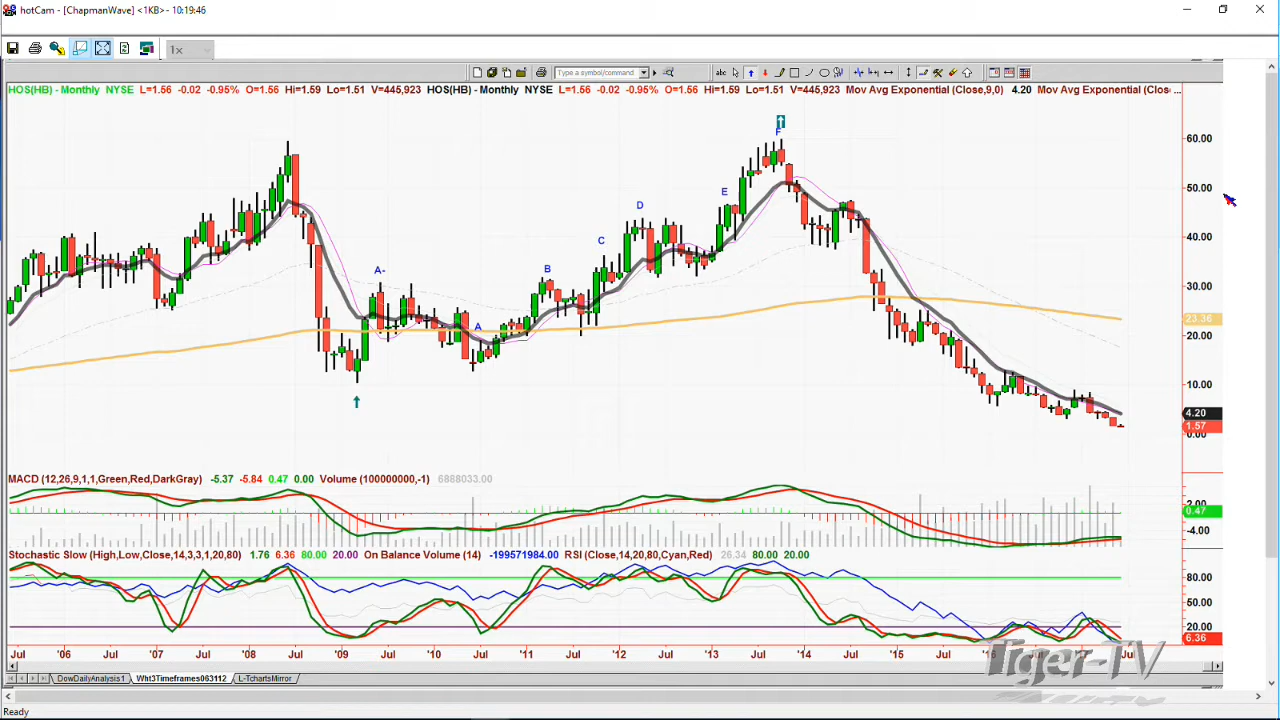 hotCam - [ChapmanWave] <1KB> - 10:19:46
1x
Type a symbol/command
abc
HOS(HB) - Monthly NYSE L=1.56 -0.02 -0.95% O=1.56 Hi=1.59 Lo=1.51 V=445,923 HOS(HB) - Monthly NYSE L=1.56 -0.02 -0.95% O=1.56 Hi=1.59 Lo=1.51 V=445,923 Mov Avg Exponential (Close,9,0) 4.20 Mov Avg Exponential (Clos- ...
F
60.00
E
50.00
D
C
40.00
A-
B
30.00
A
23.36
20.00
10.00
4.20
1.57
0.00
MACD (12,26,9,1,1,Green,Red,DarkGray) -5.37 -5.84 0.47 0.00 Volume (100000000,-1) 6888033.00
2.00
0.47
-4.00
Stochastic Slow (High,Low,Close,14,3,3,1,20,80) 1.76 6.36 80.00 20.00 On Balance Volume (14) -199571984.00 RSI (Close,14,20,80,Cyan,Red) 26.34 80.00 20.00
80.00
50.00
20.00
6.36
Jul '06 Jul '07 Jul '08 Jul '09 Jul '10 Jul '11 Jul '12 Jul '13 Jul '14 Jul '15 Jul Jul
Tiger-TV
DowDailyAnalysis1 Wht3Timeframes063112 L-TchartsMirror
Ready